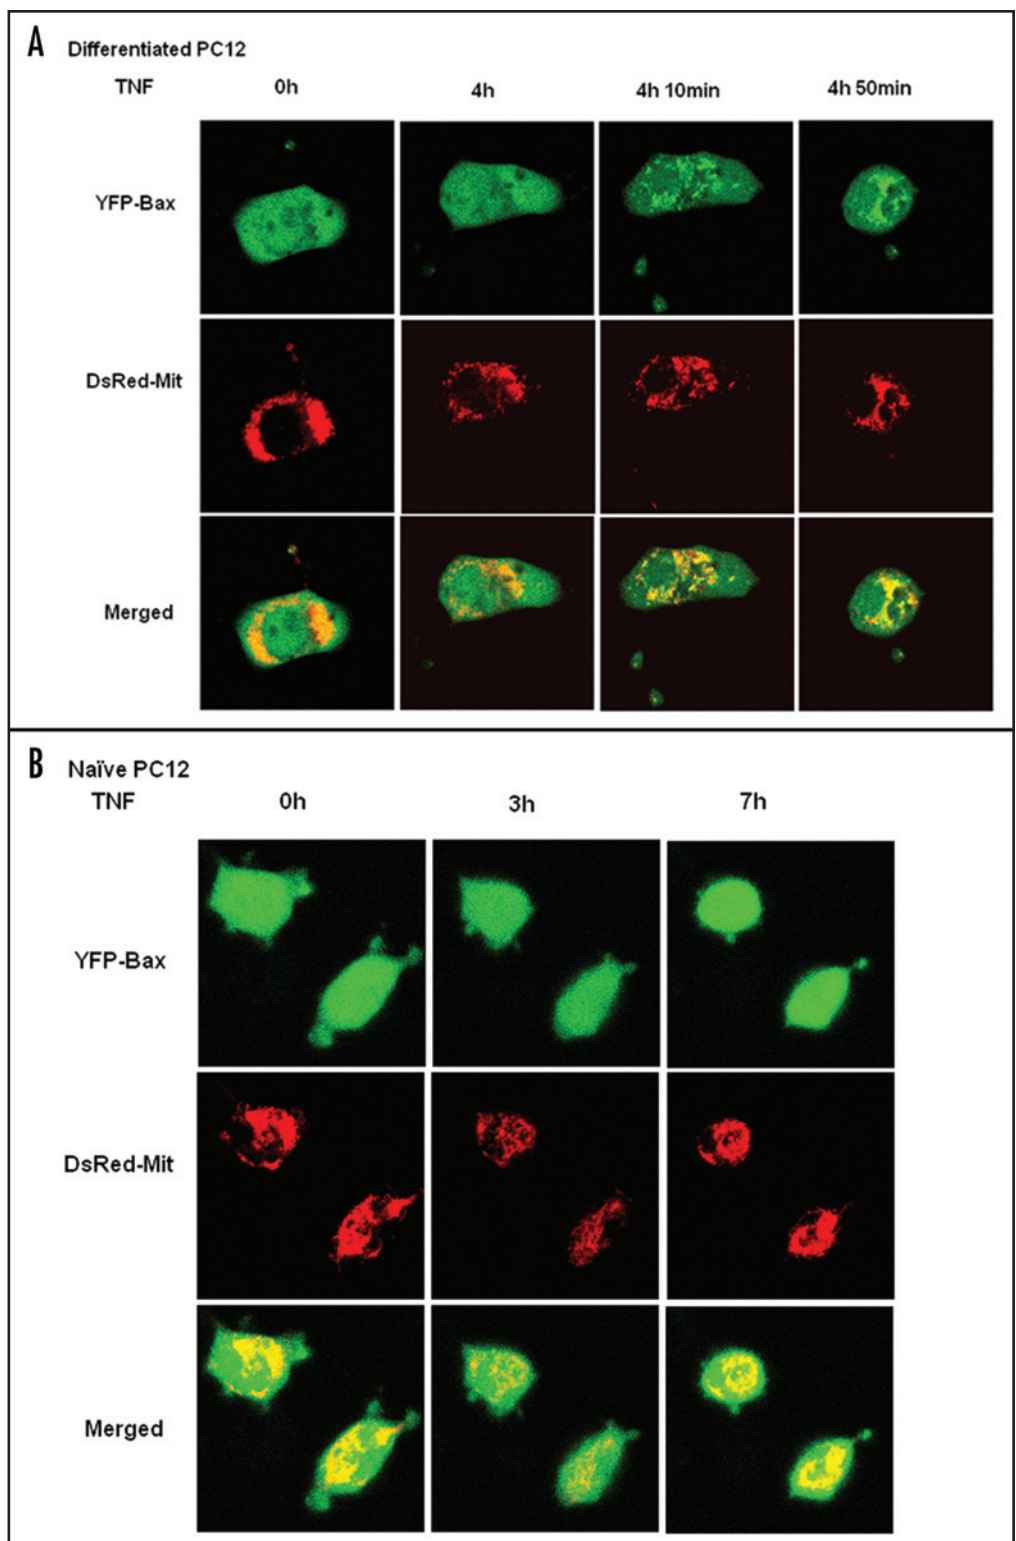 A Differentiated PC12
TNF 0h 4h 4h 10min 4h 50min
YFP-Bax
DsRed-Mit
Merged
B Naïve PC12
TNF 0h 3h 7h
YFP-Bax
DsRed-Mit
Merged